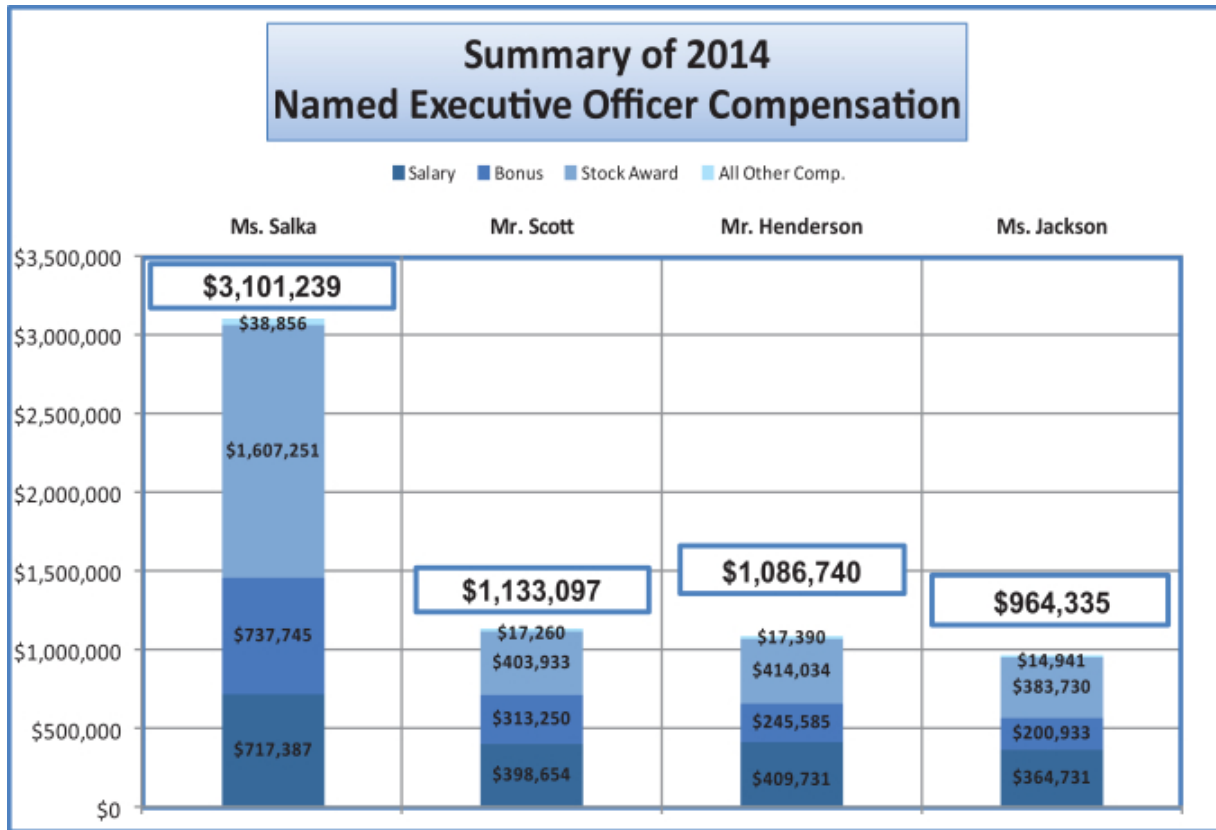 Summary of 2014
Named Executive Officer Compensation
Salary Bonus Stock Award All Other Comp.
Ms. Salka Mr. Scott Mr. Henderson Ms. Jackson
$3,500,000
$3,101,239
$38,856
$3,000,000
$2,500,000
$1,607,251
$2,000,000
$1,500,000
$1,133,097 $1,086,740 $964,335
$17,260 $17,390 $14,941
$1,000,000
$403,933 $414,034 $383,730
$737,745
$313,250 $245,585 $200,933
$500,000
$717,387 $398,654 $409,731 $364,731
$0